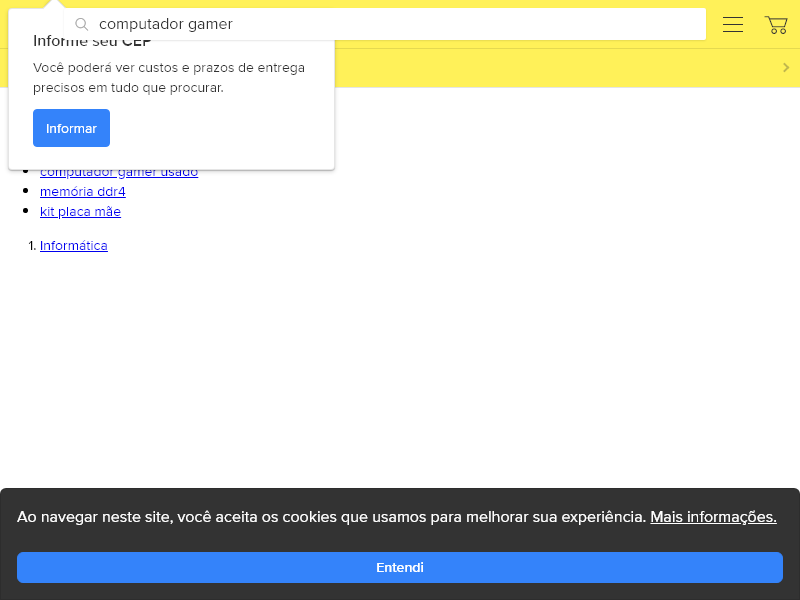 computador gamer
Informe seu CEP
Você poderá ver custos e prazos de entrega
precisos em tudo que procurar.
Informar
computador gamer usado
memória ddr4
kit placa mãe
1. Informática
Ao navegar neste site, você aceita os cookies que usamos para melhorar sua experiência. Mais informações.
Entendi